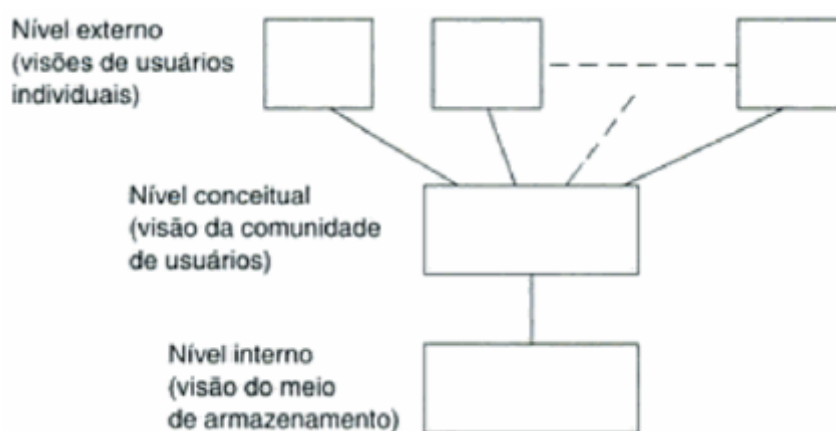 Nível externo
(visões de usuários
individuais)
Nível conceitual
(visão da comunidade
de usuários)
Nível interno
(visão do meio
de armazenamento)